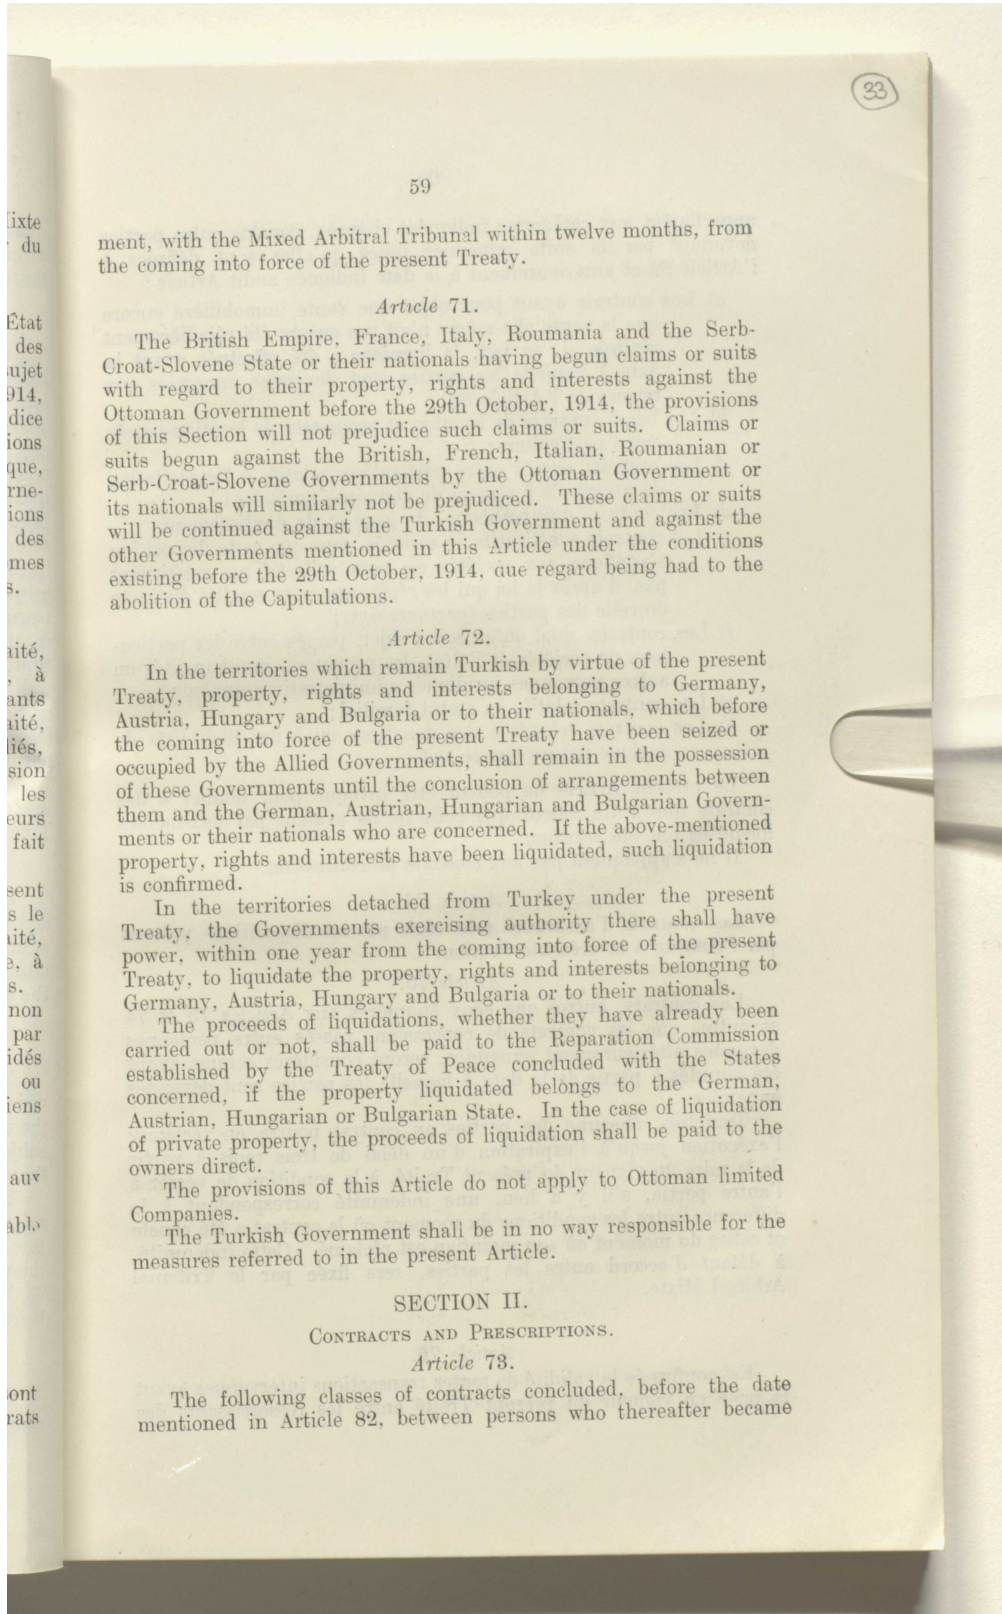 33
59
ment, with the Mixed Arbitral Tribunal within twelve months, from
the coming into force of the present Treaty.
Article 71.
The British Empire, France, Italy, Roumania and the Serb-
Croat-Slovene State or their nationals having begun claims or suits
with regard to their property, rights and interests against the
Ottoman Government before the 29th October, 1914, the provisions
of this Section will not prejudice such claims or suits. Claims or
suits begun against the British, French, Italian, Roumanian or
Serb-Croat-Slovene Governments by the Ottoman Government or
its nationals will similarly not be prejudiced. These claims or suits
will be continued against the Turkish Government and against the
other Governments mentioned in this Article under the conditions
existing before the 29th October, 1914, due regard being had to the
abolition of the Capitulations.
Article 72.
In the territories which remain Turkish by virtue of the present
Treaty, property, rights and interests belonging to Germany,
Austria, Hungary and Bulgaria or to their nationals, which before
the coming into force of the present Treaty have been seized or
occupied by the Allied Governments, shall remain in the possession
of these Governments until the conclusion of arrangements between
them and the German, Austrian, Hungarian and Bulgarian Govern-
ments or their nationals who are concerned. If the above-mentioned
property, rights and interests have been liquidated, such liquidation
is confirmed.
In the territories detached from Turkey under the present
Treaty, the Governments exercising authority there shall have
power, within one year from the coming into force of the present
Treaty, to liquidate the property, rights and interests belonging to
Germany, Austria, Hungary and Bulgaria or to their nationals.
The proceeds of liquidations, whether they have already been
carried out or not, shall be paid to the Reparation Commission
established by the Treaty of Peace concluded with the States
concerned, if the property liquidated belongs to the German,
Austrian, Hungarian or Bulgarian State. In the case of liquidation
of private property, the proceeds of liquidation shall be paid to the
owners direct.
The provisions of this Article do not apply to Ottoman limited
Companies.
The Turkish Government shall be in no way responsible for the
measures referred to in the present Article.
SECTION II.
CONTRACTS AND PRESCRIPTIONS.
Article 73.
The following classes of contracts concluded, before the date
mentioned in Article 82, between persons who thereafter became